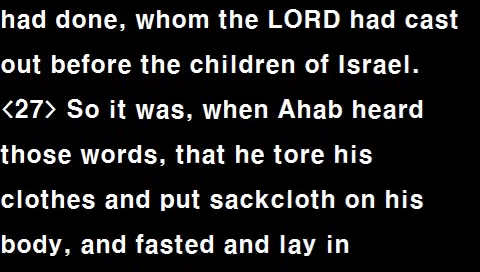 had done, whom the LORD had cast
out before the children of Israel.
<27> So it was, when Ahab heard
those words, that he tore his
clothes and put sackcloth on his
body, and fasted and lay in